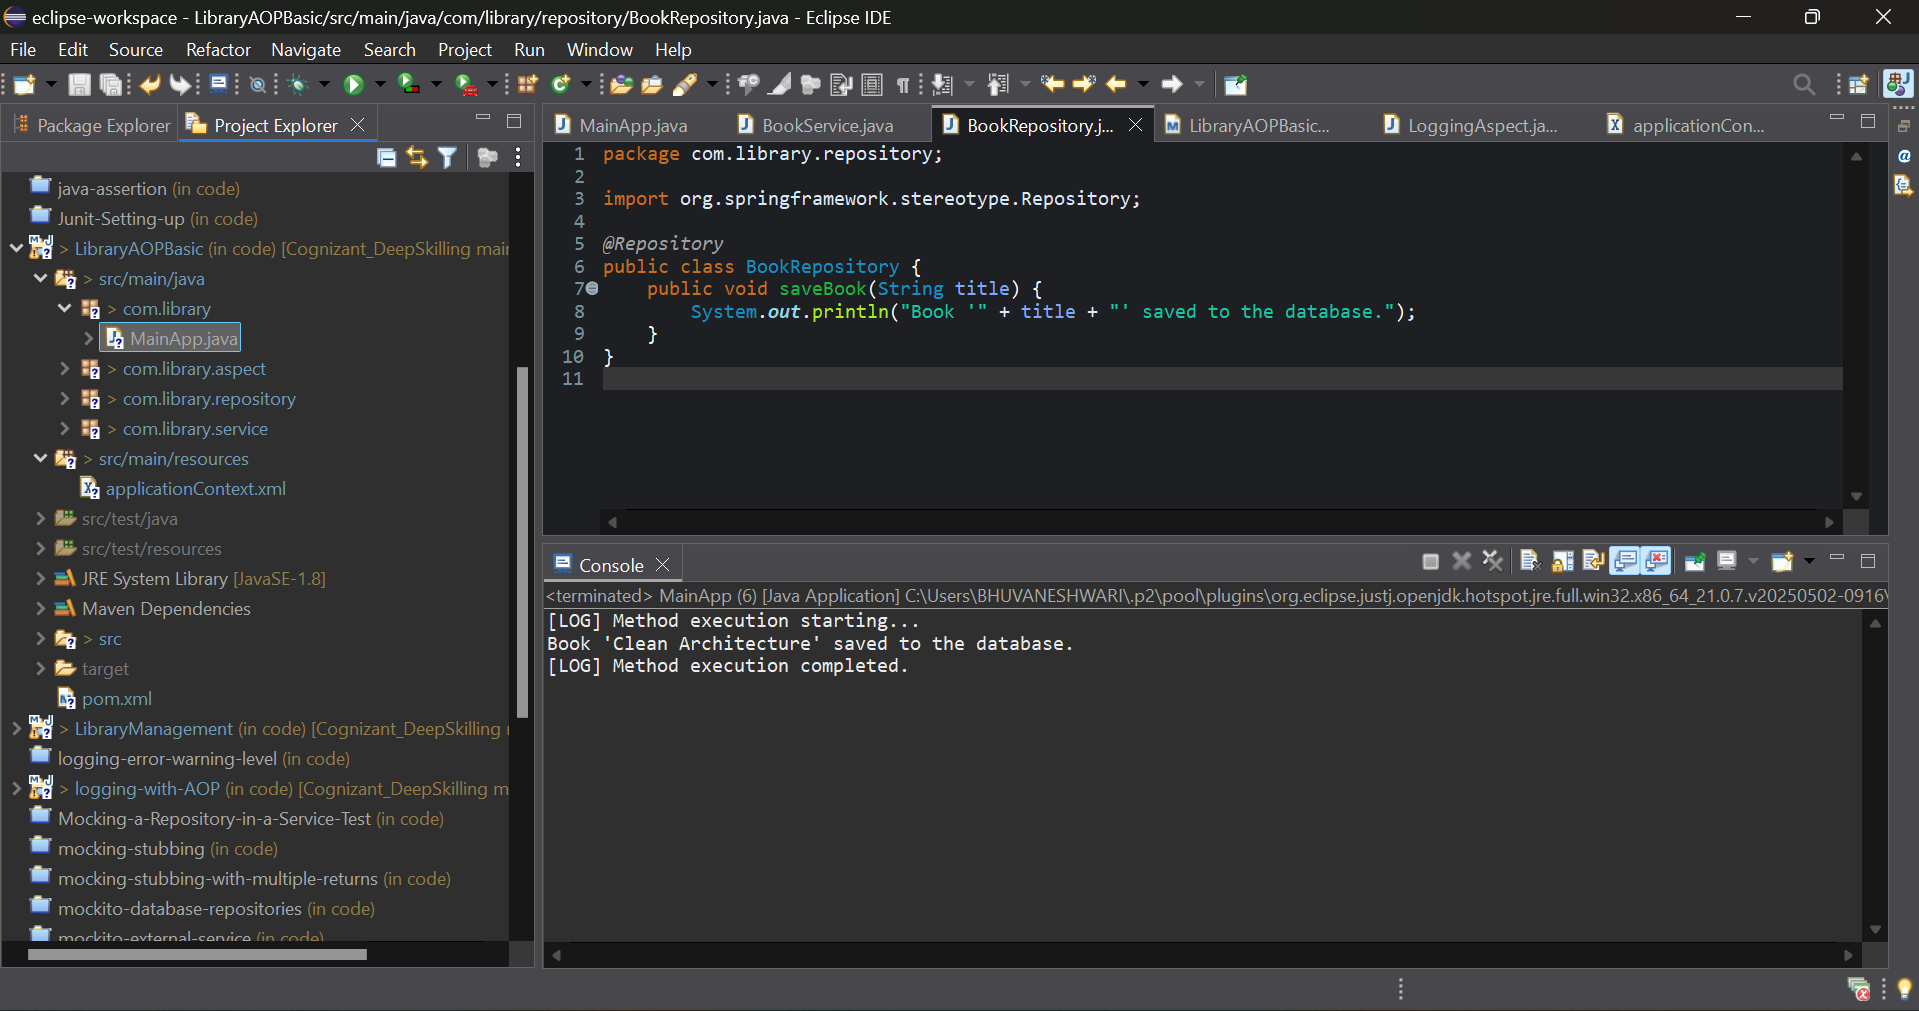 eclipse-workspace - LibraryAOPBasic/src/main/java/com/library/repository/BookRepository.java - Eclipse IDE
File Edit Source Refactor Navigate Search Project Run Window Help
Package Explorer
Project Explorer
java-assertion (in code)
Junit-Setting-up (in code)
> LibraryAOPBasic (in code) [Cognizant_DeepSkilling mair
> src/main/java
> com.library
MainApp.java
> com.library.aspect
> com.library.repository
> com.library.service
> src/main/resources
applicationContext.xml
src/test/java
src/test/resources
JRE System Library [JavaSE-1.8]
Maven Dependencies
> src
target
pom.xml
> LibraryManagement (in code) [Cognizant_DeepSkilling
logging-error-warning-level (in code)
> logging-with-AOP (in code) [Cognizant_DeepSkilling m
Mocking-a-Repository-in-a-Service-Test (in code)
mocking-stubbing (in code)
mocking-stubbing-with-multiple-returns (in code)
mockito-database-repositories (in code)
mockito-external-service (in code)
MainApp.java
BookService.java
BookRepository.j...
LibraryAOPBasic...
LoggingAspect.ja...
applicationCon...
1 package com.library.repository;
2
3 import org.springframework.stereotype.Repository;
4
5 @Repository
6 public class BookRepository {
7 public void saveBook(String title) {
8 System.out.println("Book '" + title + "' saved to the database.");
9 }
10 }
11
Console
<terminated> MainApp (6) [Java Application] C:\Users\BHUVANESHWARI\.p2\pool\plugins\org.eclipse.justj.openjdk.hotspot.jre.full.win32.x86_64_21.0.7.v20250502-0916\
[LOG] Method execution starting...
Book 'Clean Architecture' saved to the database.
[LOG] Method execution completed.